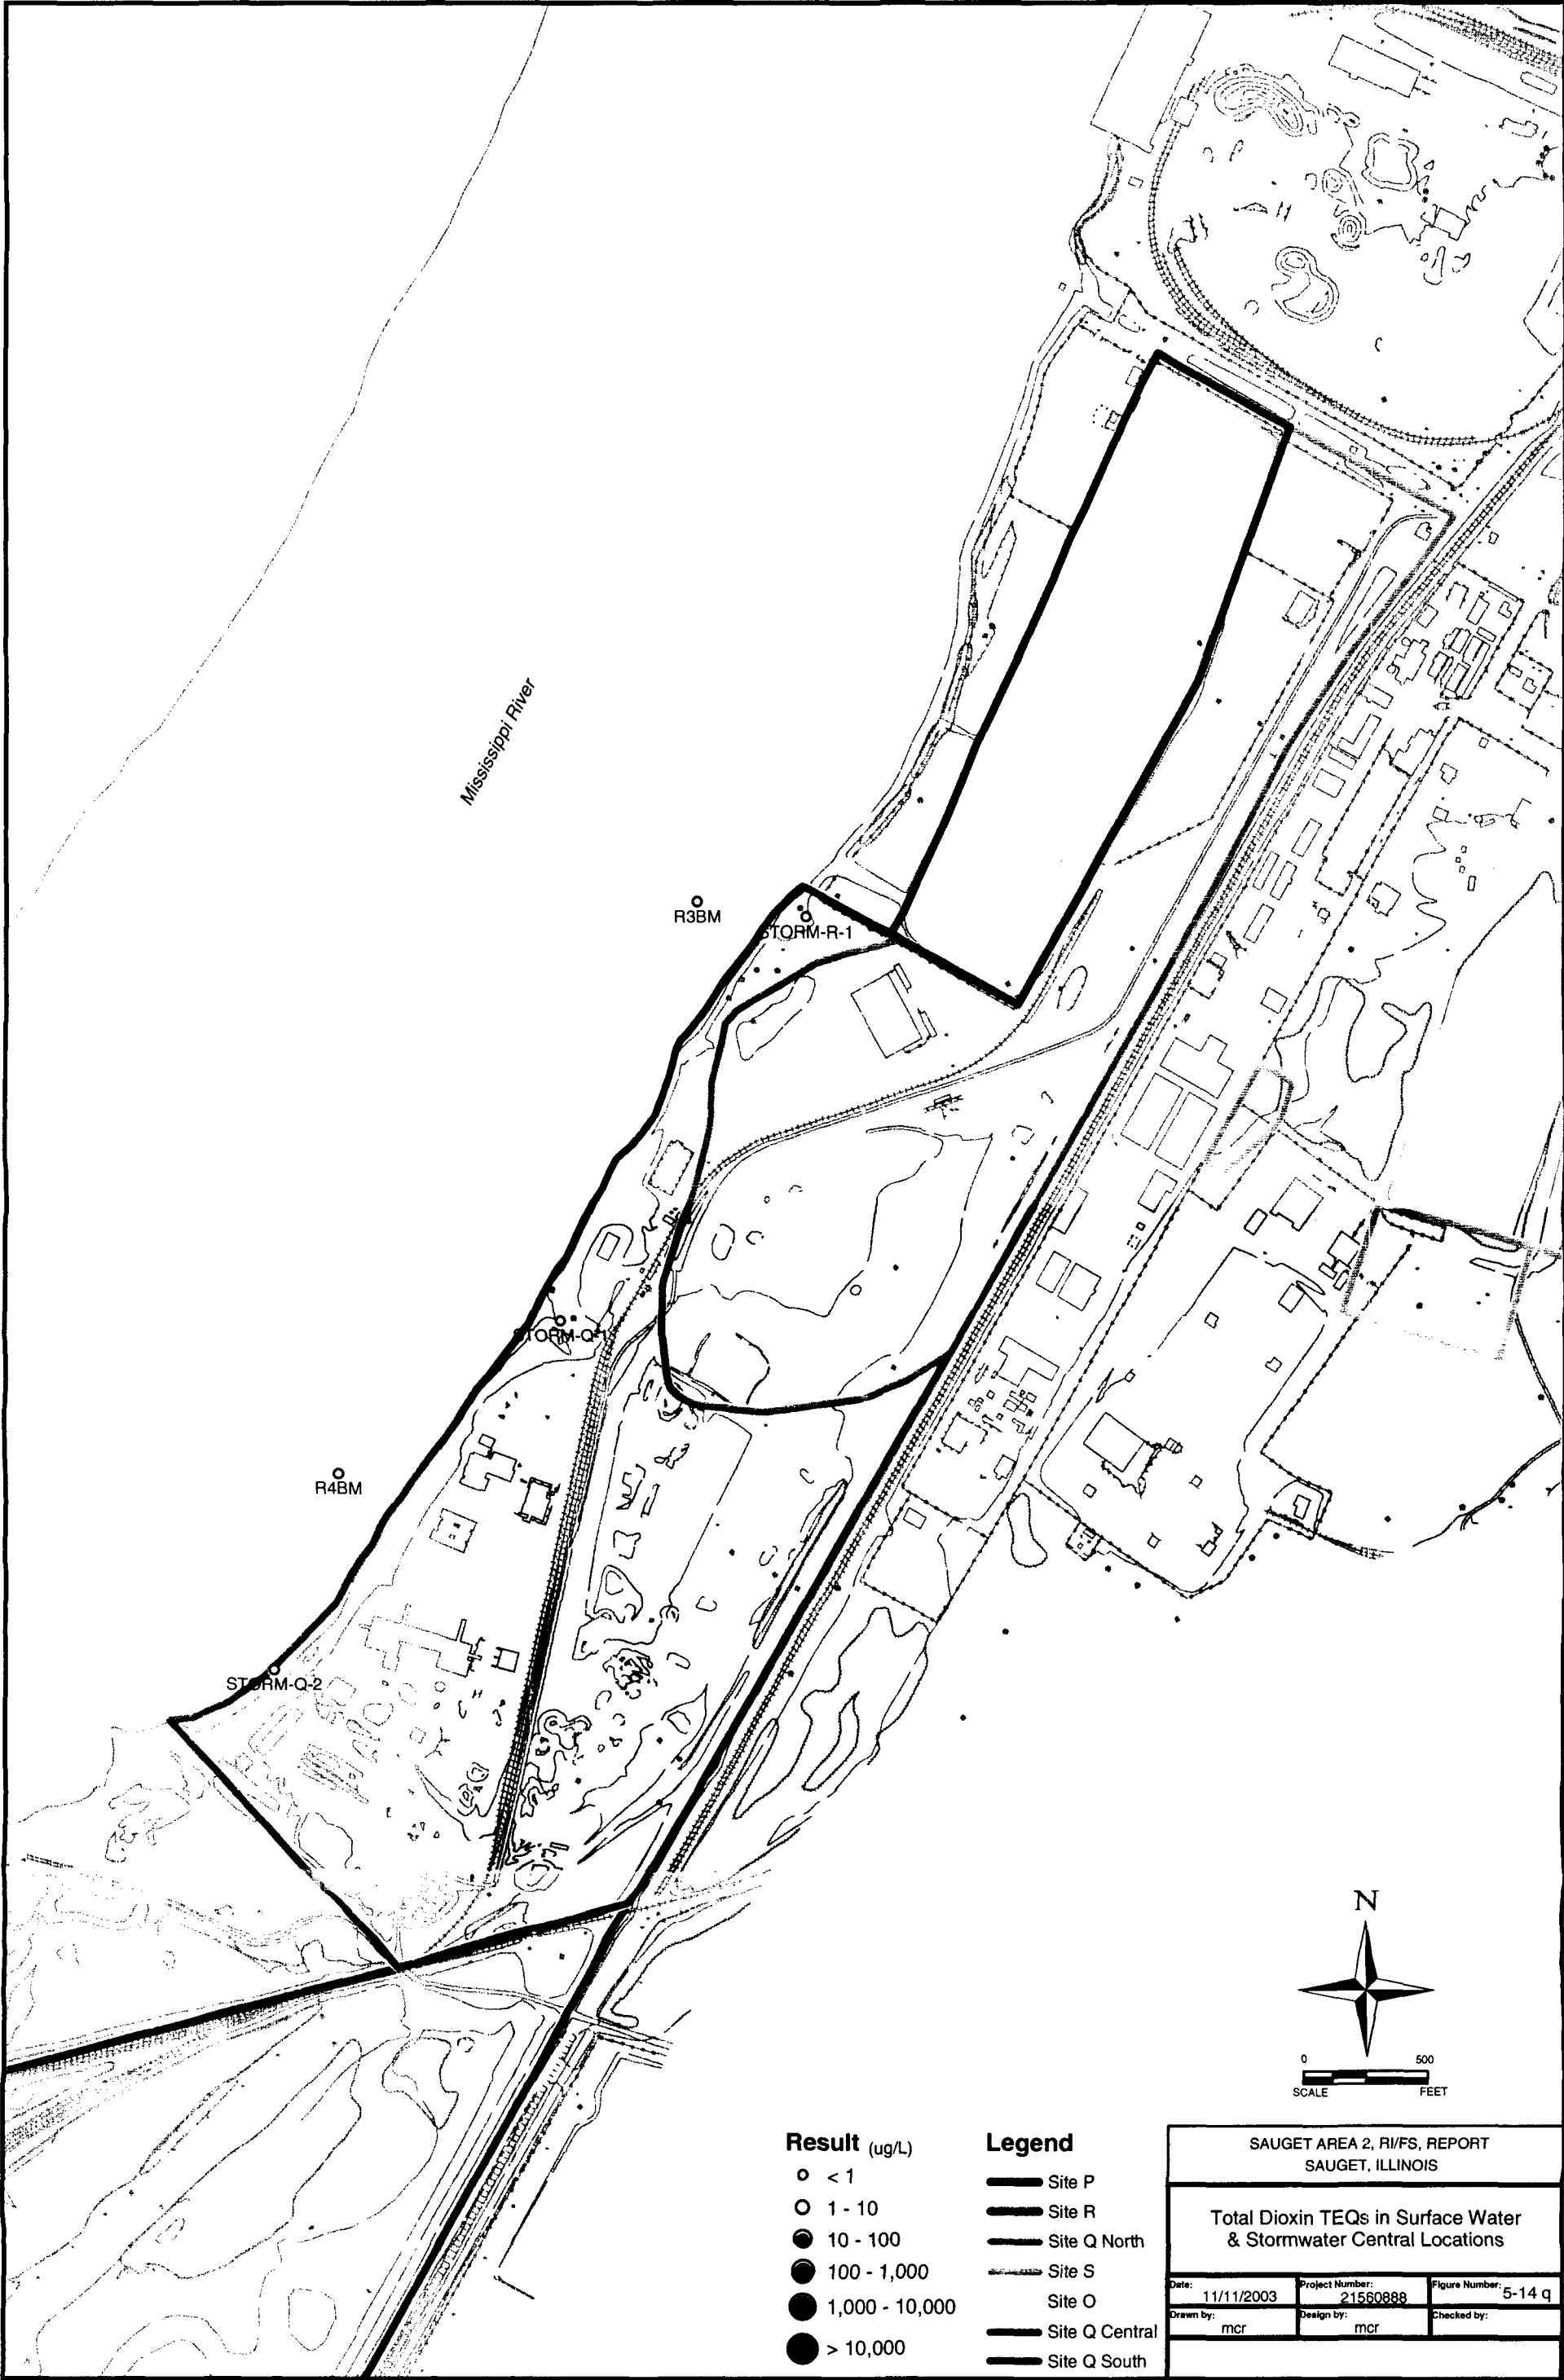 Mississippi River
R3BM
STORM-R-1
STORM-Q-1
R4BM
STORM-Q-2
N
0 500
SCALE FEET
Result (ug/L)
< 1
1 - 10
10 - 100
100 - 1,000
1,000 - 10,000
> 10,000
Legend
Site P
Site R
Site Q North
Site S
Site O
Site Q Central
Site Q South
SAUGET AREA 2, RI/FS, REPORT
SAUGET, ILLINOIS
Total Dioxin TEQs in Surface Water
& Stormwater Central Locations
Date: 11/11/2003
Project Number: 21560888
Figure Number: 5-14 q
Drawn by: mcr
Design by: mcr
Checked by: